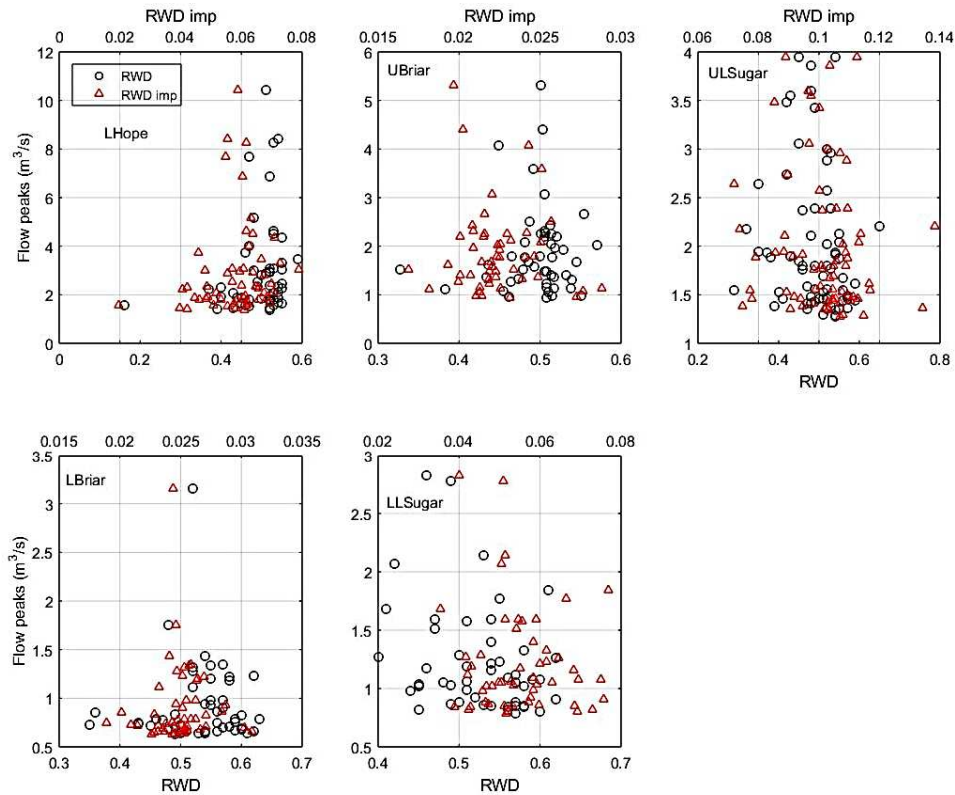 RWD imp
RWD imp
RWD imp
0 0.02 0.04 0.06 0.08
0.015 0.02 0.025 0.03
0.06 0.08 0.1 0.12 0.14
12
10
8
6
4
2
0
Flow peaks (m³/s)
RWD
RWD imp
LHope
0 0.2 0.4 0.6
6
5
4
3
2
1
0
UBriar
0.3 0.4 0.5 0.6
4
3.5
3
2.5
2
1.5
1
ULSugar
0.2 0.4 0.6 0.8
RWD
0.015 0.02 0.025 0.03 0.035
0.02 0.04 0.06 0.08
3.5
3
2.5
2
1.5
1
0.5
Flow peaks (m³/s)
LBriar
0.3 0.4 0.5 0.6 0.7
RWD
3
2.5
2
1.5
1
0.5
LLSugar
0.4 0.5 0.6 0.7
RWD